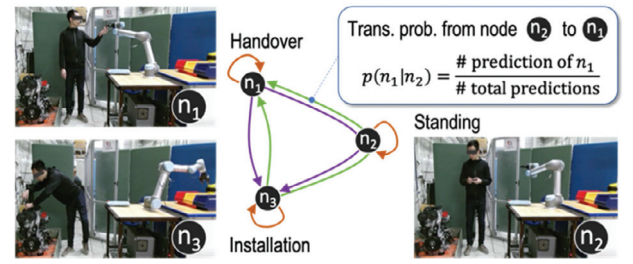 Handover
Trans. prob. from node n2 to n1
p(n₁|n₂) = # prediction of n₁ / # total predictions
n1
n1
n2
Standing
n3
n3
Installation
n2